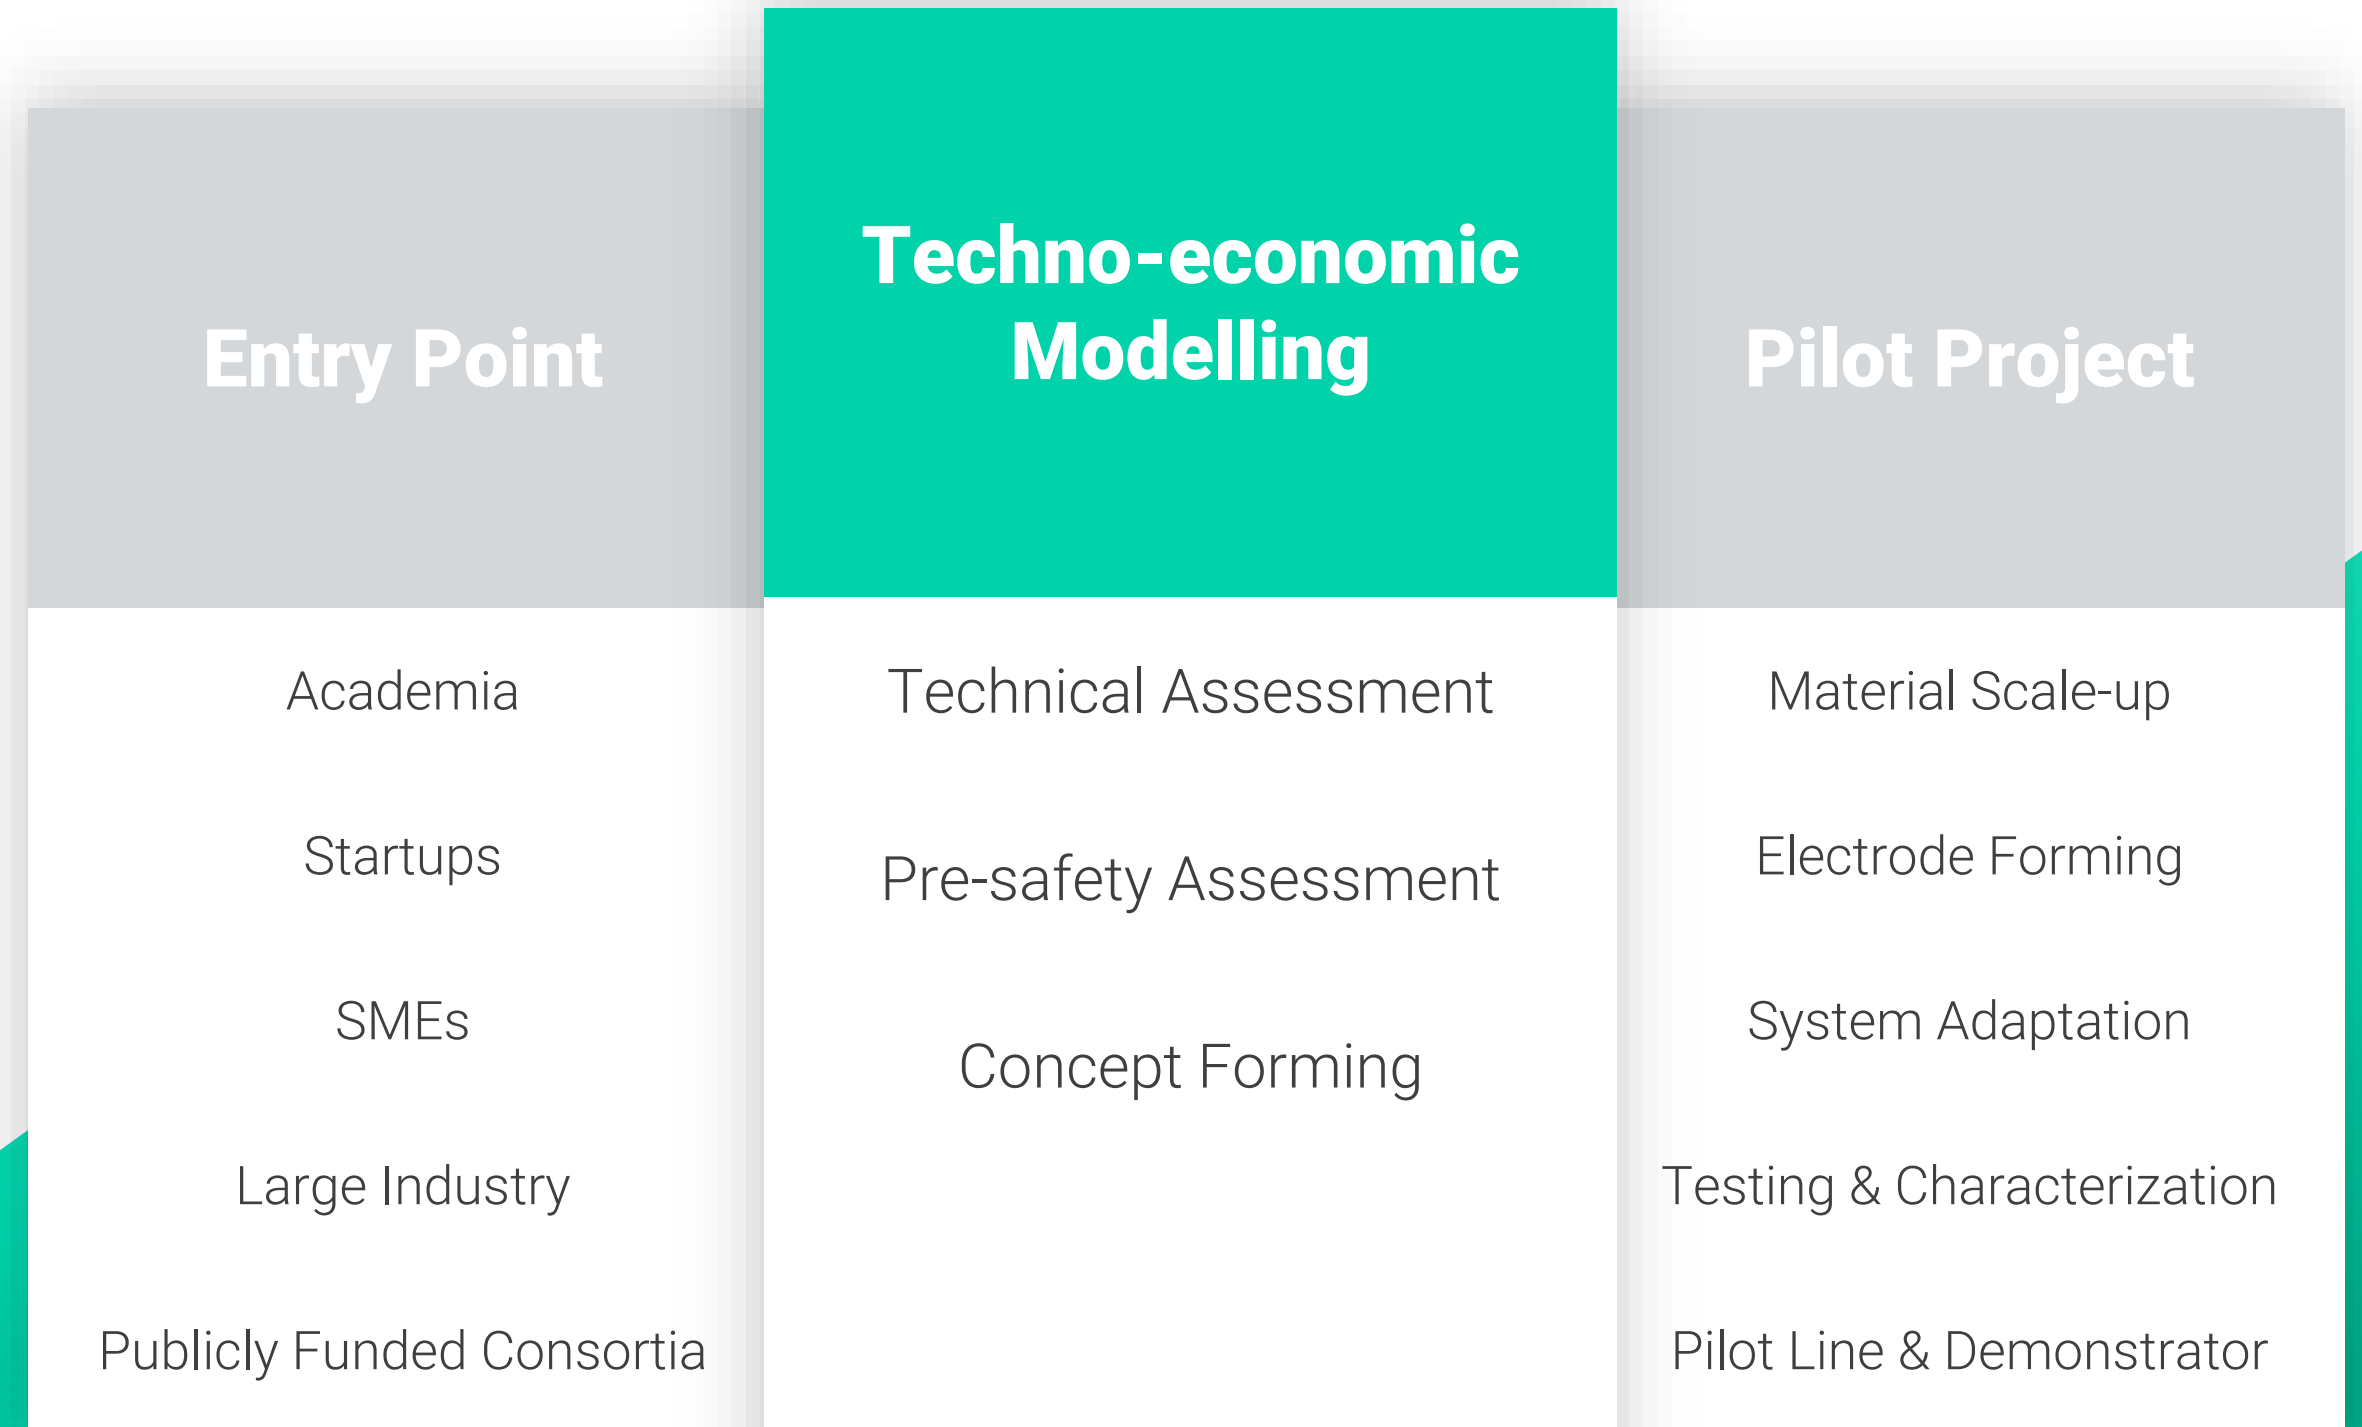 Entry Point
Academia
Startups
SMEs
Large Industry
Publicly Funded Consortia
Techno-economic
Modelling
Technical Assessment
Pre-safety Assessment
Concept Forming
Pilot Project
Material Scale-up
Electrode Forming
System Adaptation
Testing & Characterization
Pilot Line & Demonstrator